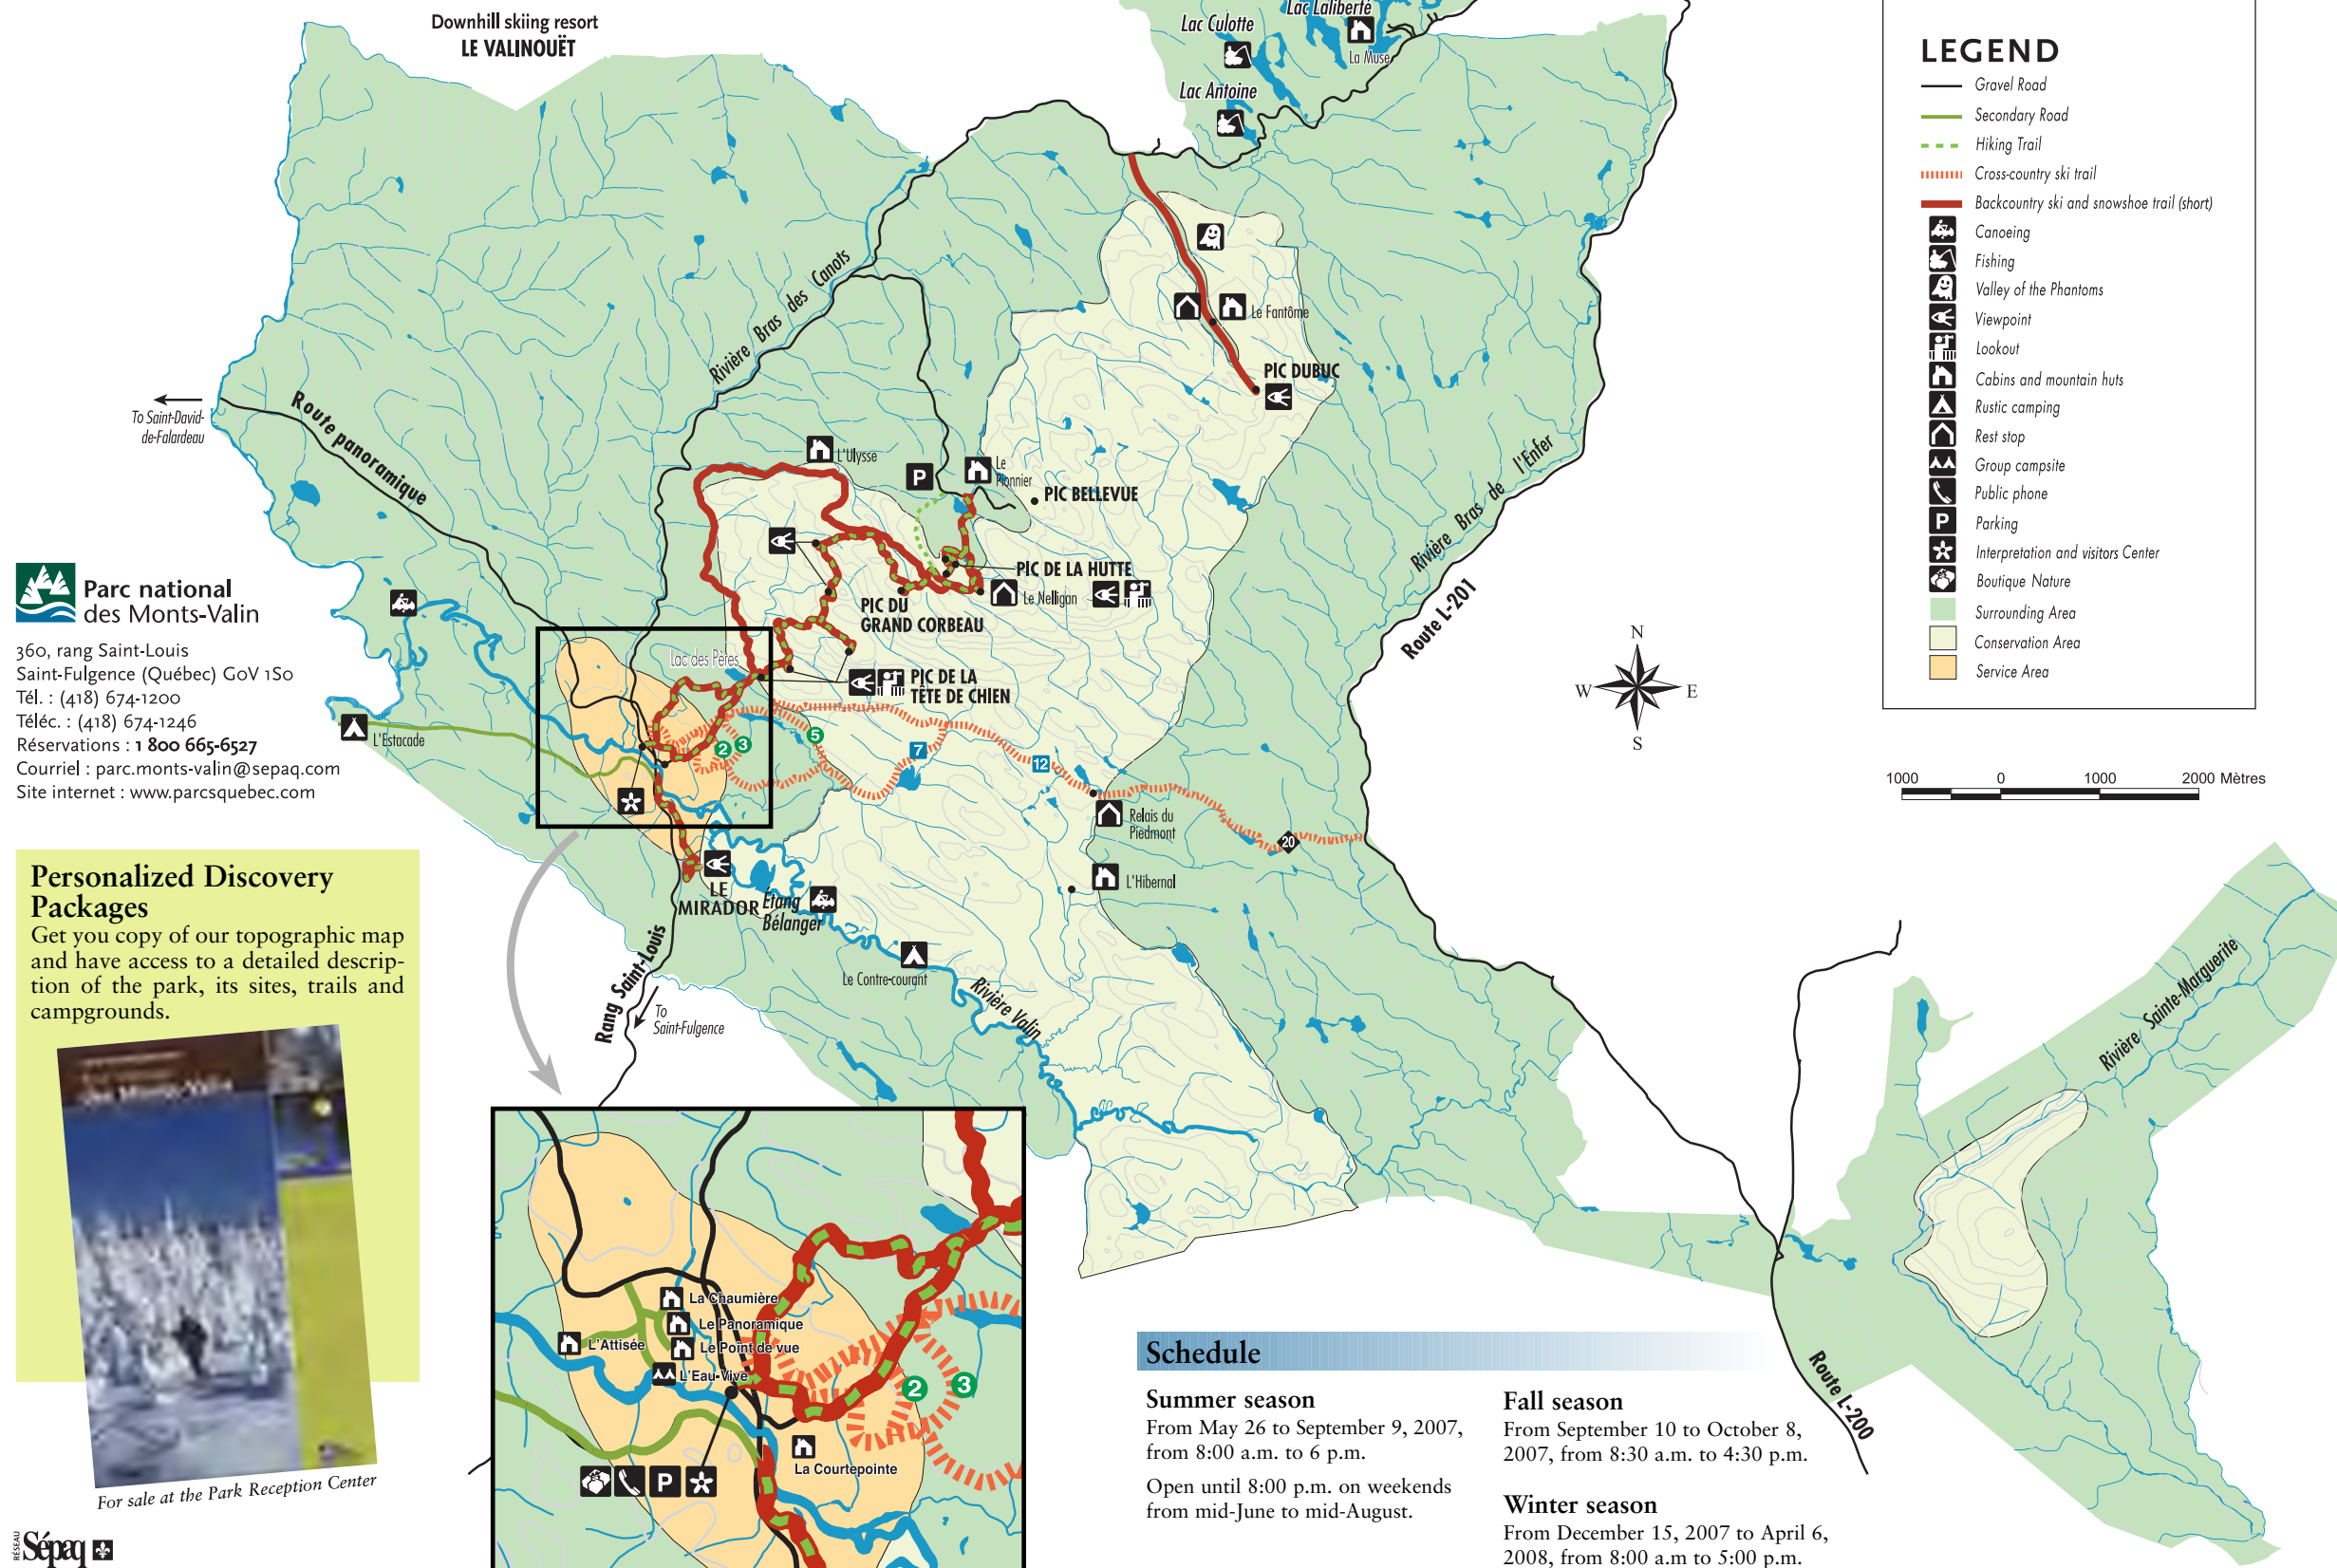 Downhill skiing resort
LE VALINOUËT
Lac Culotte
Lac Laliberté
La Muse
Lac Antoine
Rivière Bras des Canots
Le Fantôme
PIC DUBUC
To Saint-David-
de-Falardeau
Route panoramique
L'Ulysse
P
Le
Pionnier
PIC BELLEVUE
PIC DE LA HUTTE
Le Nelligan
PIC DU
GRAND CORBEAU
Lac des Pères
PIC DE LA
TÊTE DE CHIEN
Rivière Bras de l'Enfer
Route L-201
L'Estacade
2
3
5
7
12
20
Relais du
Piedmont
L'Hibernal
LE
MIRADOR
Étang
Bélanger
Le Contre-courant
Rivière Valin
Rang Saint-Louis
To
Saint-Fulgence
N
W
E
S
1000 0 1000 2000 Mètres
Rivière Sainte-Marguerite
Route L-200
LEGEND
Gravel Road
Secondary Road
Hiking Trail
Cross-country ski trail
Backcountry ski and snowshoe trail (short)
Canoeing
Fishing
Valley of the Phantoms
Viewpoint
Lookout
Cabins and mountain huts
Rustic camping
Rest stop
Group campsite
Public phone
P Parking
Interpretation and visitors Center
Boutique Nature
Surrounding Area
Conservation Area
Service Area
Parc national
des Monts-Valin
360, rang Saint-Louis
Saint-Fulgence (Québec) G0V 1S0
Tél. : (418) 674-1200
Téléc. : (418) 674-1246
Réservations : 1 800 665-6527
Courriel : parc.monts-valin@sepaq.com
Site internet : www.parcsquebec.com
Personalized Discovery
Packages
Get you copy of our topographic map
and have access to a detailed descrip-
tion of the park, its sites, trails and
campgrounds.
des Monts-Valin
For sale at the Park Reception Center
RÉSEAU
Sépaq
La Chaumière
Le Panoramique
L'Attisée
Le Point de vue
L'Eau-Vive
2
3
La Courtepointe
P
Schedule
Summer season
From May 26 to September 9, 2007,
from 8:00 a.m. to 6 p.m.
Open until 8:00 p.m. on weekends
from mid-June to mid-August.
Fall season
From September 10 to October 8,
2007, from 8:30 a.m. to 4:30 p.m.
Winter season
From December 15, 2007 to April 6,
2008, from 8:00 a.m to 5:00 p.m.